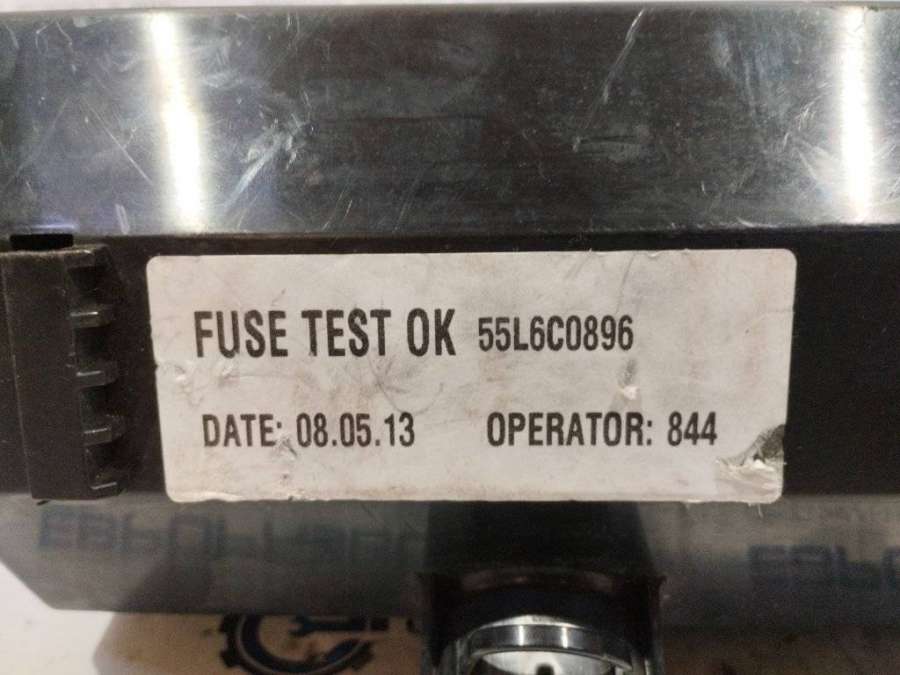 FUSE TEST OK 55L6C0896
DATE: 08.05.13 OPERATOR: 844